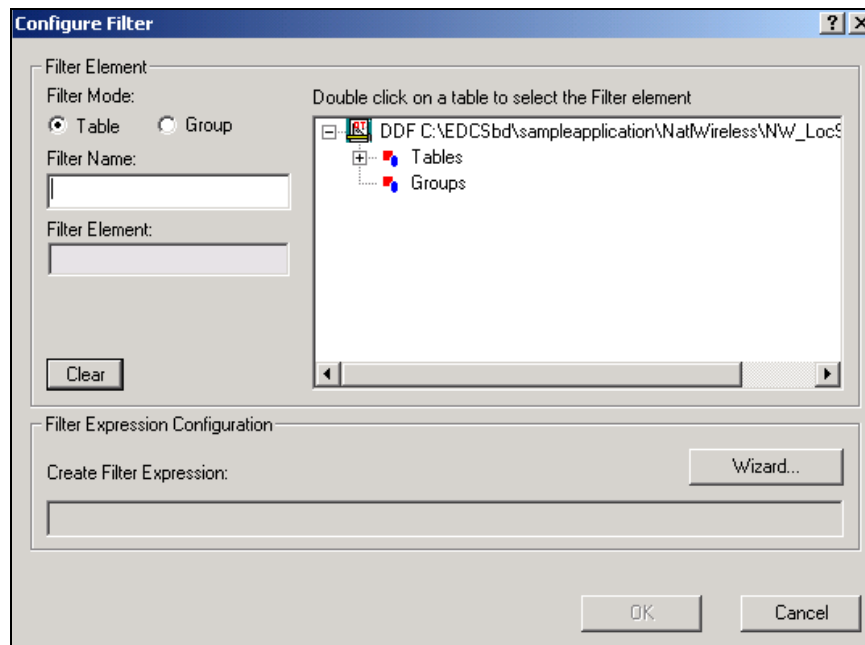 Configure Filter
Filter Element
Filter Mode:
Table
Group
Filter Name:
Filter Element:
Clear
Double click on a table to select the Filter element
DDF C:\EDCSbd\sampleapplication\NatlWireless\NW_LocS
Tables
Groups
Filter Expression Configuration
Create Filter Expression:
Wizard...
OK
Cancel